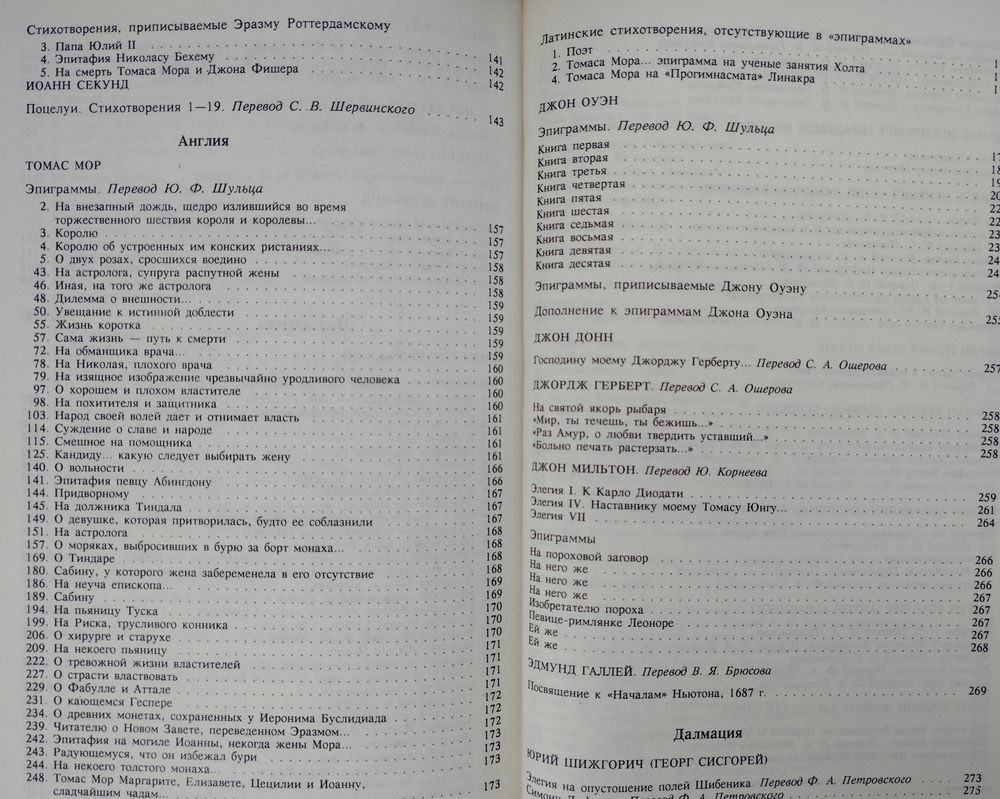 Стихотворения, приписываемые Эразму Роттердамскому
3. Папа Юлий II
4. Эпитафия Николасу Бехему 141
5. На смерть Томаса Мора и Джона Фишера 142
ИОАНН СЕКУНД 142
Поцелуи. Стихотворения 1—19. Перевод С. В. Шервинского 143
Англия
ТОМАС МОР
Эпиграммы. Перевод Ю. Ф. Шульца
2. На внезапный дождь, щедро излившийся во время
торжественного шествия короля и королевы... 157
3. Королю 157
4. Королю об устроенных им конских ристаниях... 157
5. О двух розах, сросшихся воедино 158
43. На астролога, супруга распутной жены 158
46. Иная, на того же астролога 158
48. Дилемма о внешности... 159
50. Увещание к истинной доблести 159
55. Жизнь коротка 159
57. Сама жизнь — путь к смерти 159
72. На обманщика врача... 159
78. На Николая, плохого врача 160
79. На изящное изображение чрезвычайно уродливого человека 160
97. О хорошем и плохом властителе 160
98. На похитителя и защитника 160
103. Народ своей волей дает и отнимает власть 161
114. Суждение о славе и народе 161
115. Смешное на помощника 161
125. Кандиду... какую следует выбирать жену 161
140. О вольности 166
141. Эпитафия певцу Абингдону 166
144. Придворному 167
145. На должника Тиндала 167
149. О девушке, которая притворилась, будто ее соблазнили 167
151. На астролога 168
157. О моряках, выбросивших в бурю за борт монаха... 168
169. О Тиндаре 168
180. Сабину, у которого жена забеременела в его отсутствие 168
186. На неуча епископа... 169
189. Сабину 169
194. На пьяницу Туска 170
199. На Риска, трусливого конника 170
206. О хирурге и старухе 170
209. На некоего пьяницу 171
222. О тревожной жизни властителей 171
227. О страсти властвовать 171
229. О Фабулле и Аттале 171
231. О кающемся Геспере 172
234. О древних монетах, сохраненных у Иеронима Буслидиада 172
239. Читателю о Новом Завете, переведенном Эразмом... 172
242. Эпитафия на могиле Иоанны, некогда жены Мора... 173
243. Радующемуся, что он избежал бури 173
244. На некоего толстого монаха... 173
248. Томас Мор Маргарите, Елизавете, Цецилии и Иоанну,
сладчайшим чадам... 173
Латинские стихотворения, отсутствующие в «эпиграммах»
1. Поэт
2. Томаса Мора... эпиграмма на ученые занятия Холта
4. Томаса Мора на «Прогимнасмата» Линакра
ДЖОН ОУЭН
Эпиграммы. Перевод Ю. Ф. Шульца
Книга первая
Книга вторая
Книга третья
Книга четвертая
Книга пятая
Книга шестая
Книга седьмая
Книга восьмая
Книга девятая
Книга десятая
Эпиграммы, приписываемые Джону Оуэну 254
Дополнение к эпиграммам Джона Оуэна 255
ДЖОН ДОНН
Господину моему Джорджу Герберту... Перевод С. А. Ошерова 257
ДЖОРДЖ ГЕРБЕРТ. Перевод С. А. Ошерова
На святой якорь рыбаря 258
«Мир, ты течешь, ты бежишь...» 258
«Раз Амур, о любви твердить уставший...» 258
«Больно печать растерзать...» 258
ДЖОН МИЛЬТОН. Перевод Ю. Корнеева
Элегия I. К Карло Диодати 259
Элегия IV. Наставнику моему Томасу Юнгу... 261
Элегия VII 264
Эпиграммы
На пороховой заговор 266
На него же 266
На него же 266
На него же 267
Изобретателю пороха 267
Певице-римлянке Леоноре 267
Ей же 267
Ей же 268
ЭДМУНД ГАЛЛЕЙ. Перевод В. Я. Брюсова
Посвящение к «Началам» Ньютона, 1687 г. 269
Далмация
ЮРИЙ ШИЖГОРИЧ (ГЕОРГ СИСГОРЕЙ)
Элегия на опустошение полей Шибеника. Перевод Ф. А. Петровского 273
Перевод Ф. А. Петровского 275